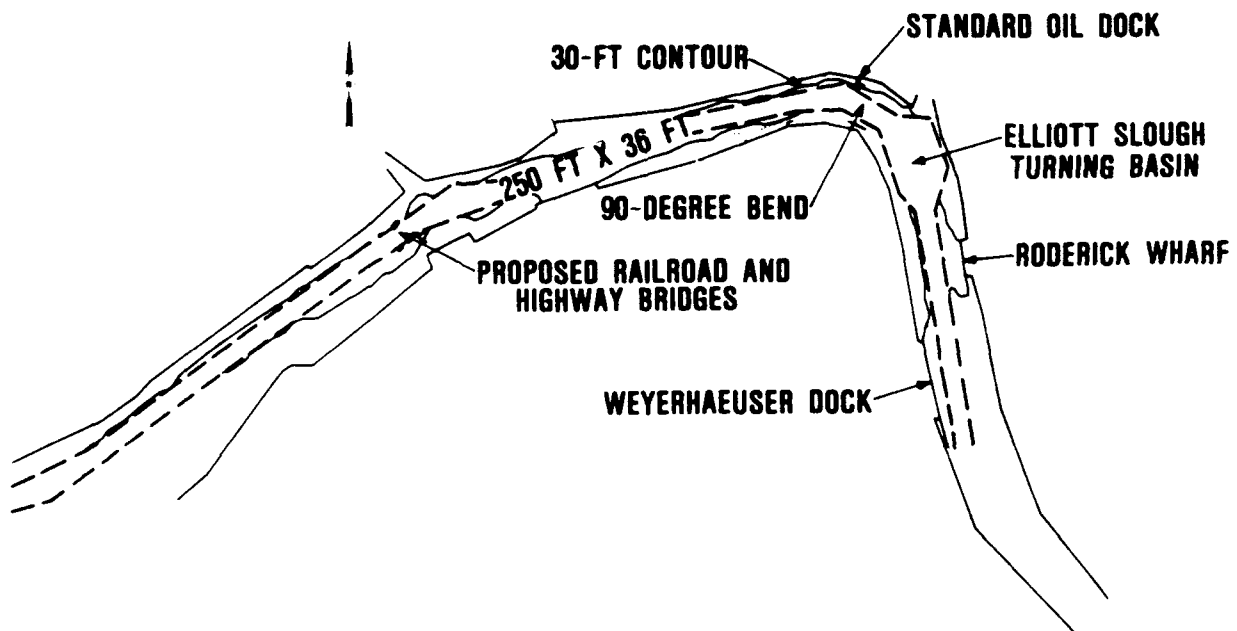 STANDARD OIL DOCK
30-FT CONTOUR
ELLIOTT SLOUGH
TURNING BASIN
250 FT X 36 FT
90-DEGREE BEND
RODERICK WHARF
PROPOSED RAILROAD AND
HIGHWAY BRIDGES
WEYERHAEUSER DOCK